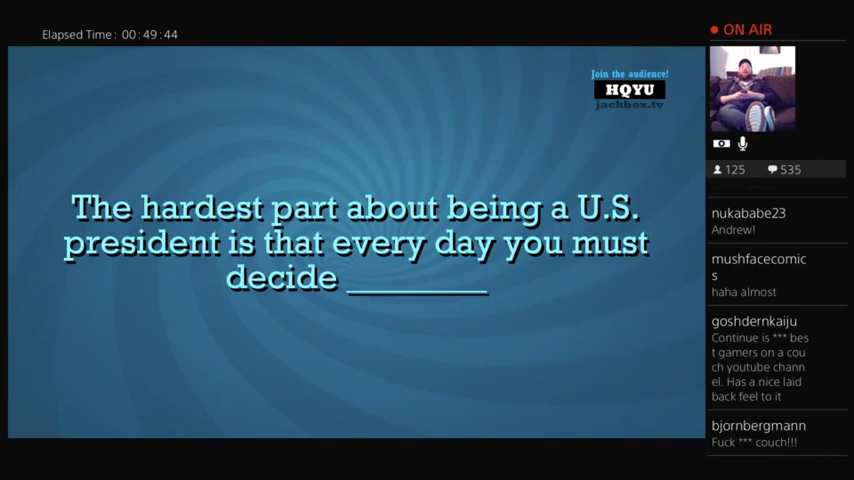 Elapsed Time: 00:49:44
ON AIR
Join the audience!
HQYU
jackbox.tv
The hardest part about being a U.S.
president is that every day you must
decide ________
125 535
nukababe23
Andrew!
mushfacecomic
s
haha almost
goshdernkaiju
Continue is *** bes
t gamers on a cou
ch youtube chann
el. Has a nice laid
back feel to it
bjornbergmann
Fuck *** couch!!!